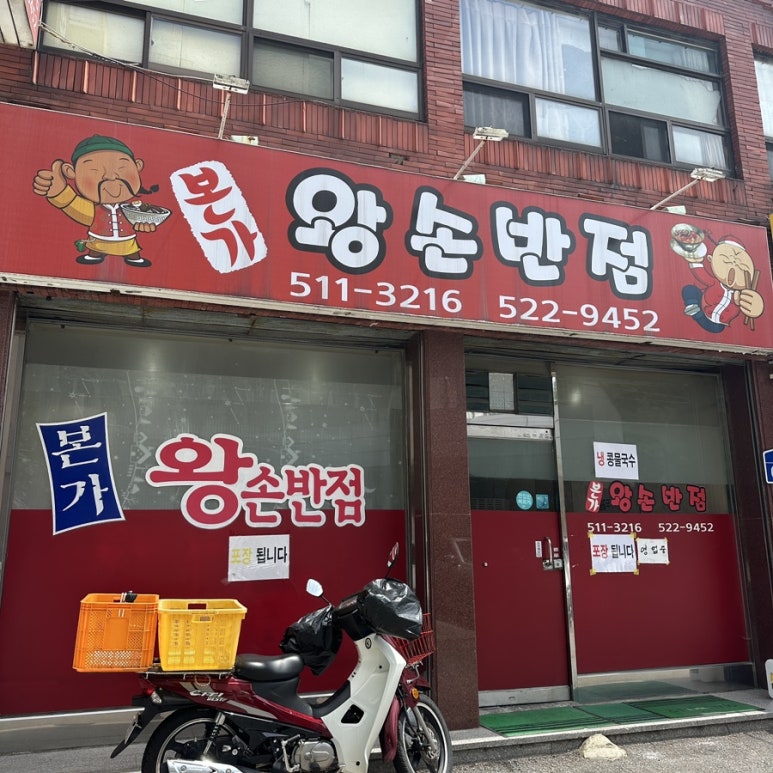 본가 왕손반점
511-3216 522-9452
본가
왕손반점
포장 됩니다
냉 콩물국수
본가 왕손반점
511-3216 522-9452
포장 됩니다
영업중